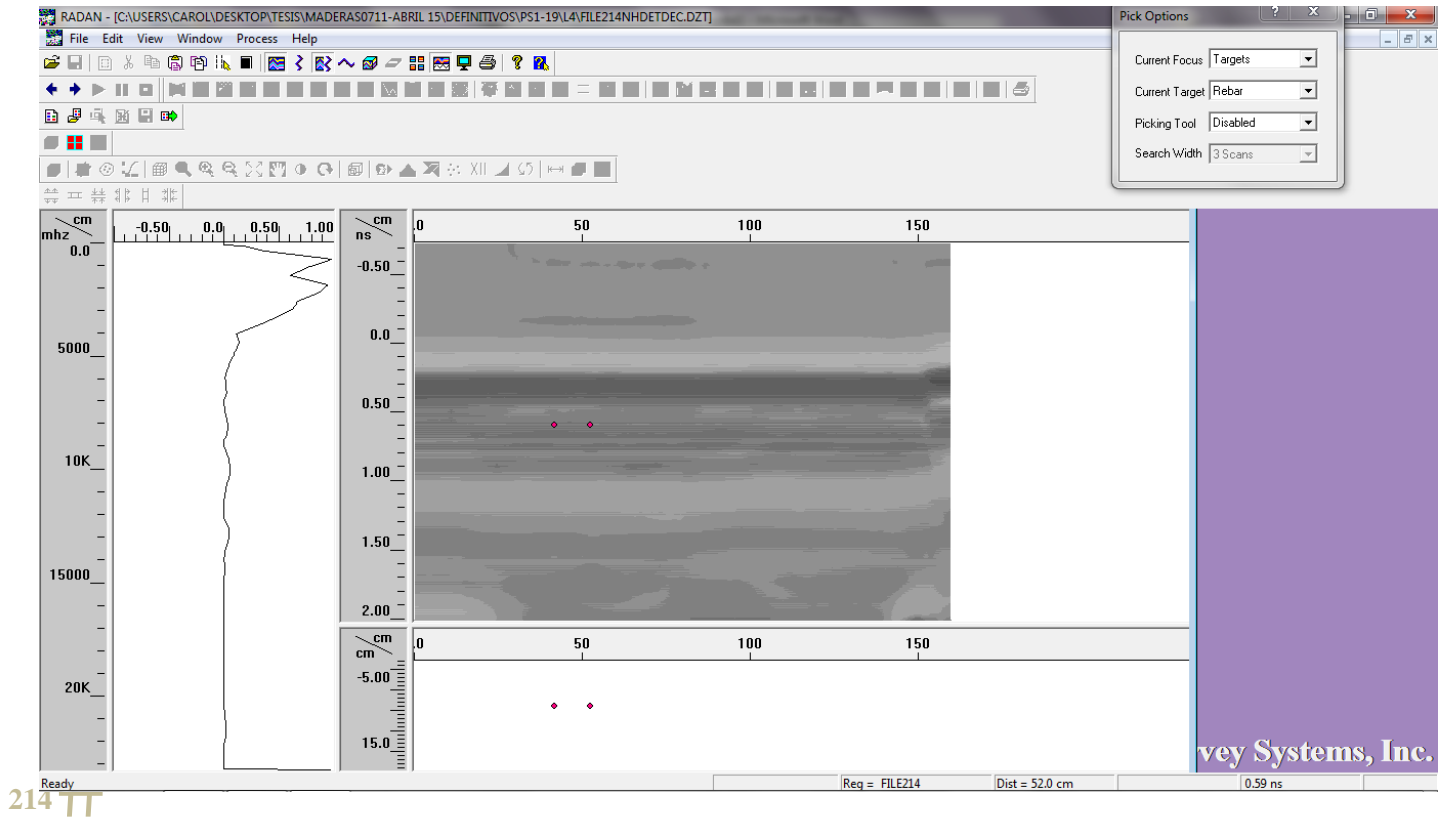 RADAN - [C:\USERS\CAROL\DESKTOP\TESIS\MADERAS0711-ABRIL 15\DEFINITIVOS\PS1-19\L4\FILE214NHDETDEC.DZT]
Pick Options
File Edit View Window Process Help
Current Focus Targets
Current Target Rebar
Picking Tool Disabled
Search Width 3 Scans
XII
cm
mhz
-0.50 0.0 0.50 1.00
cm
ns
.0 50 100 150
0.0
5000
10K
15000
20K
-0.50
0.0
0.50
1.00
1.50
2.00
cm
cm
.0 50 100 150
-5.00
15.0
vey Systems, Inc.
Ready
Reg = FILE214
Dist = 52.0 cm
0.59 ns
214